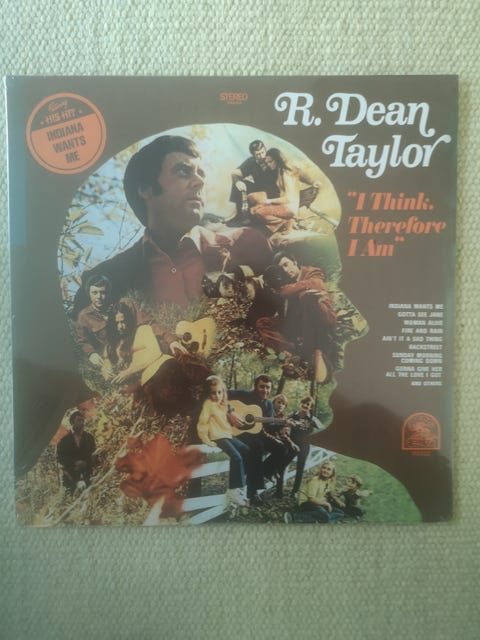 STEREO
R. Dean
Taylor
"I Think,
Therefore
I Am"
HIS HIT
INDIANA
WANTS
ME
INDIANA WANTS ME
GOTTA SEE JANE
WOMAN ALIVE
FIRE AND RAIN
AIN'T IT A SAD THING
BACKSTREET
SUNDAY MORNING
COMING DOWN
GONNA GIVE HER
ALL THE LOVE I GOT
AND OTHERS